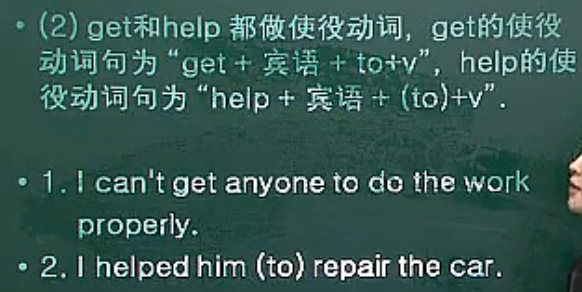 • (2) get和help 都做使役动词，get的使役
动词句为“get + 宾语 + to+v”，help的使
役动词句为“help + 宾语 + (to)+v”.
• 1. I can't get anyone to do the work
properly.
• 2. I helped him (to) repair the car.